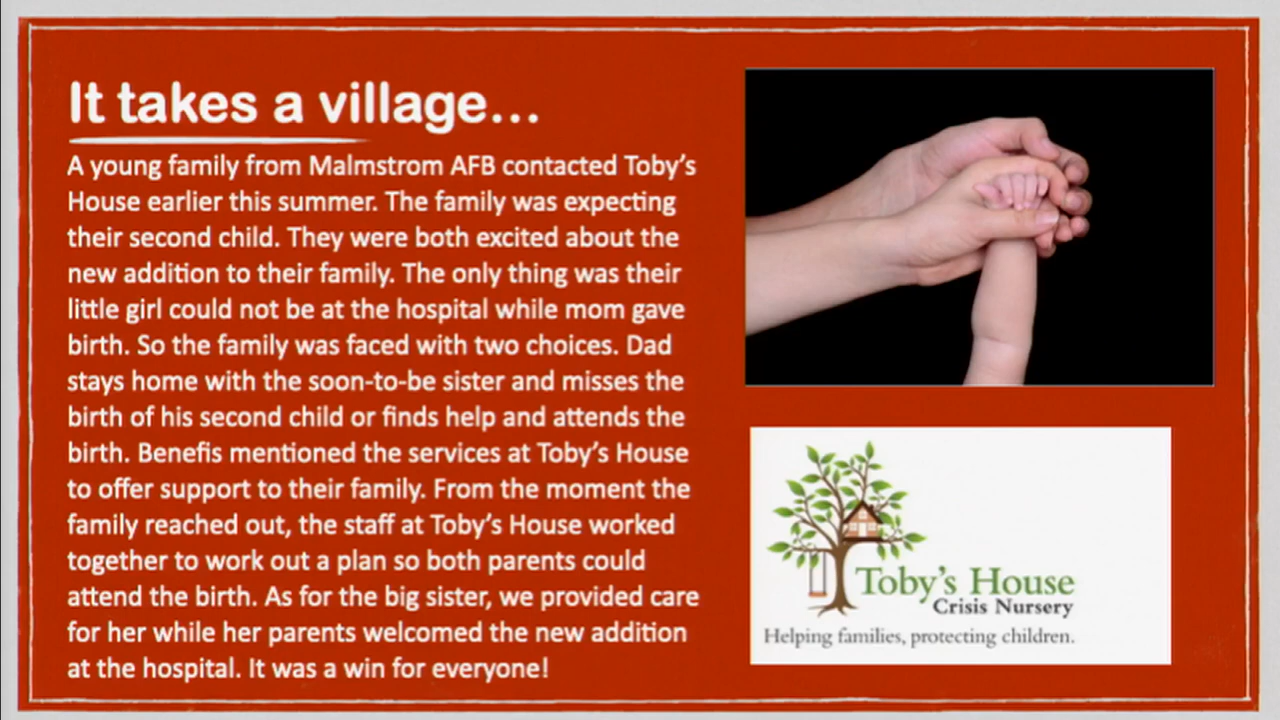 It takes a village...
A young family from Malmstrom AFB contacted Toby's
House earlier this summer. The family was expecting
their second child. They were both excited about the
new addition to their family. The only thing was their
little girl could not be at the hospital while mom gave
birth. So the family was faced with two choices. Dad
stays home with the soon-to-be sister and misses the
birth of his second child or finds help and attends the
birth. Benefis mentioned the services at Toby's House
to offer support to their family. From the moment the
family reached out, the staff at Toby's House worked
together to work out a plan so both parents could
attend the birth. As for the big sister, we provided care
for her while her parents welcomed the new addition
at the hospital. It was a win for everyone!
Toby's House
Crisis Nursery
Helping families, protecting children.